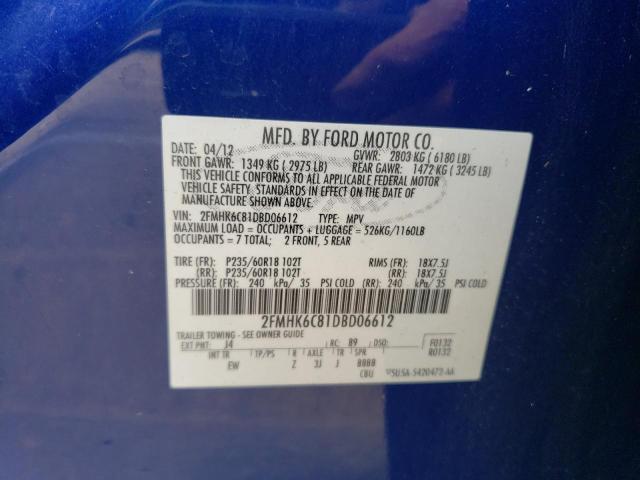 MFD. BY FORD MOTOR CO.
DATE: 04/12 GVWR: 2803 KG ( 6180 LB)
FRONT GAWR: 1349 KG ( 2975 LB) REAR GAWR: 1472 KG ( 3245 LB)
THIS VEHICLE CONFORMS TO ALL APPLICABLE FEDERAL MOTOR
VEHICLE SAFETY STANDARDS IN EFFECT ON THE DATE OF
MANUFACTURE SHOWN ABOVE.
VIN: 2FMHK6C81DBD06612 TYPE: MPV
MAXIMUM LOAD = OCCUPANTS + LUGGAGE = 526KG/1160LB
OCCUPANTS = 7 TOTAL; 2 FRONT, 5 REAR
TIRE (FR): P235/60R18 102T RIMS (FR): 18X7.5J
(RR): P235/60R18 102T (RR): 18X7.5J
PRESSURE (FR): 240 kPa/ 35 PSI COLD (RR): 240 kPa/ 35 PSI COLD
2FMHK6C81DBD06612
TRAILER TOWING - SEE OWNER GUIDE
EXT PNT: J4 RC: 89 DSO: F0132
R0132
INT TR TP/PS R AXLE TR SPR
EW Z 3J J BBBB
CBU